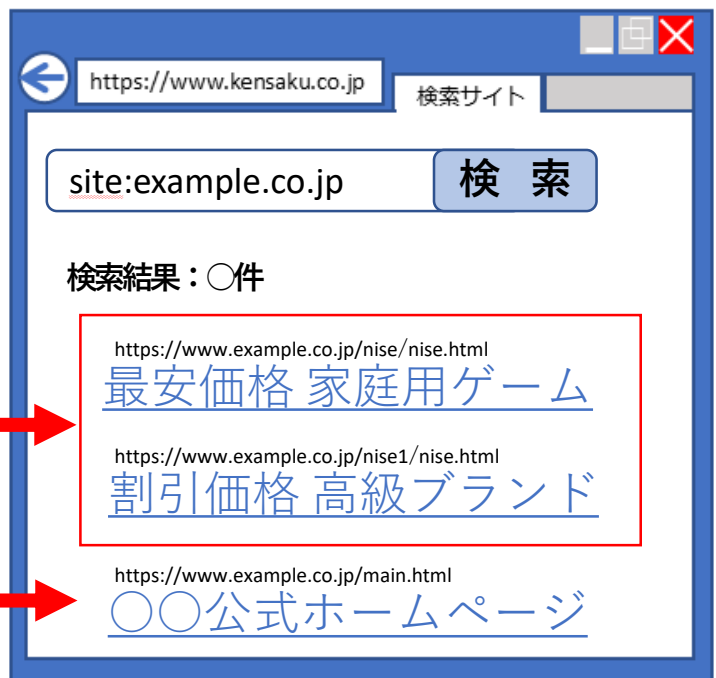 https://www.kensaku.co.jp
検索サイト
site:example.co.jp
検 索
検索結果：○件
https://www.example.co.jp/nise/nise.html
最安価格 家庭用ゲーム
https://www.example.co.jp/nise1/nise.html
割引価格 高級ブランド
https://www.example.co.jp/main.html
○○公式ホームページ